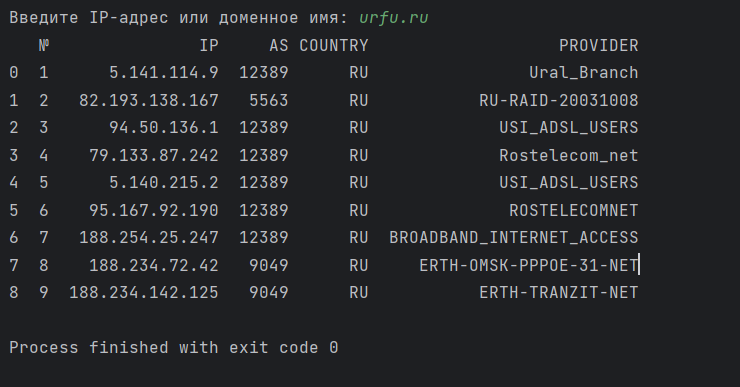 Введите IP-адрес или доменное имя: urfu.ru
№ IP AS COUNTRY PROVIDER
0 1 5.141.114.9 12389 RU Ural_Branch
1 2 82.193.138.167 5563 RU RU-RAID-20031008
2 3 94.50.136.1 12389 RU USI_ADSL_USERS
3 4 79.133.87.242 12389 RU Rostelecom_net
4 5 5.140.215.2 12389 RU USI_ADSL_USERS
5 6 95.167.92.190 12389 RU ROSTELECOMNET
6 7 188.254.25.247 12389 RU BROADBAND_INTERNET_ACCESS
7 8 188.234.72.42 9049 RU ERTH-OMSK-PPPOE-31-NET
8 9 188.234.142.125 9049 RU ERTH-TRANZIT-NET
Process finished with exit code 0